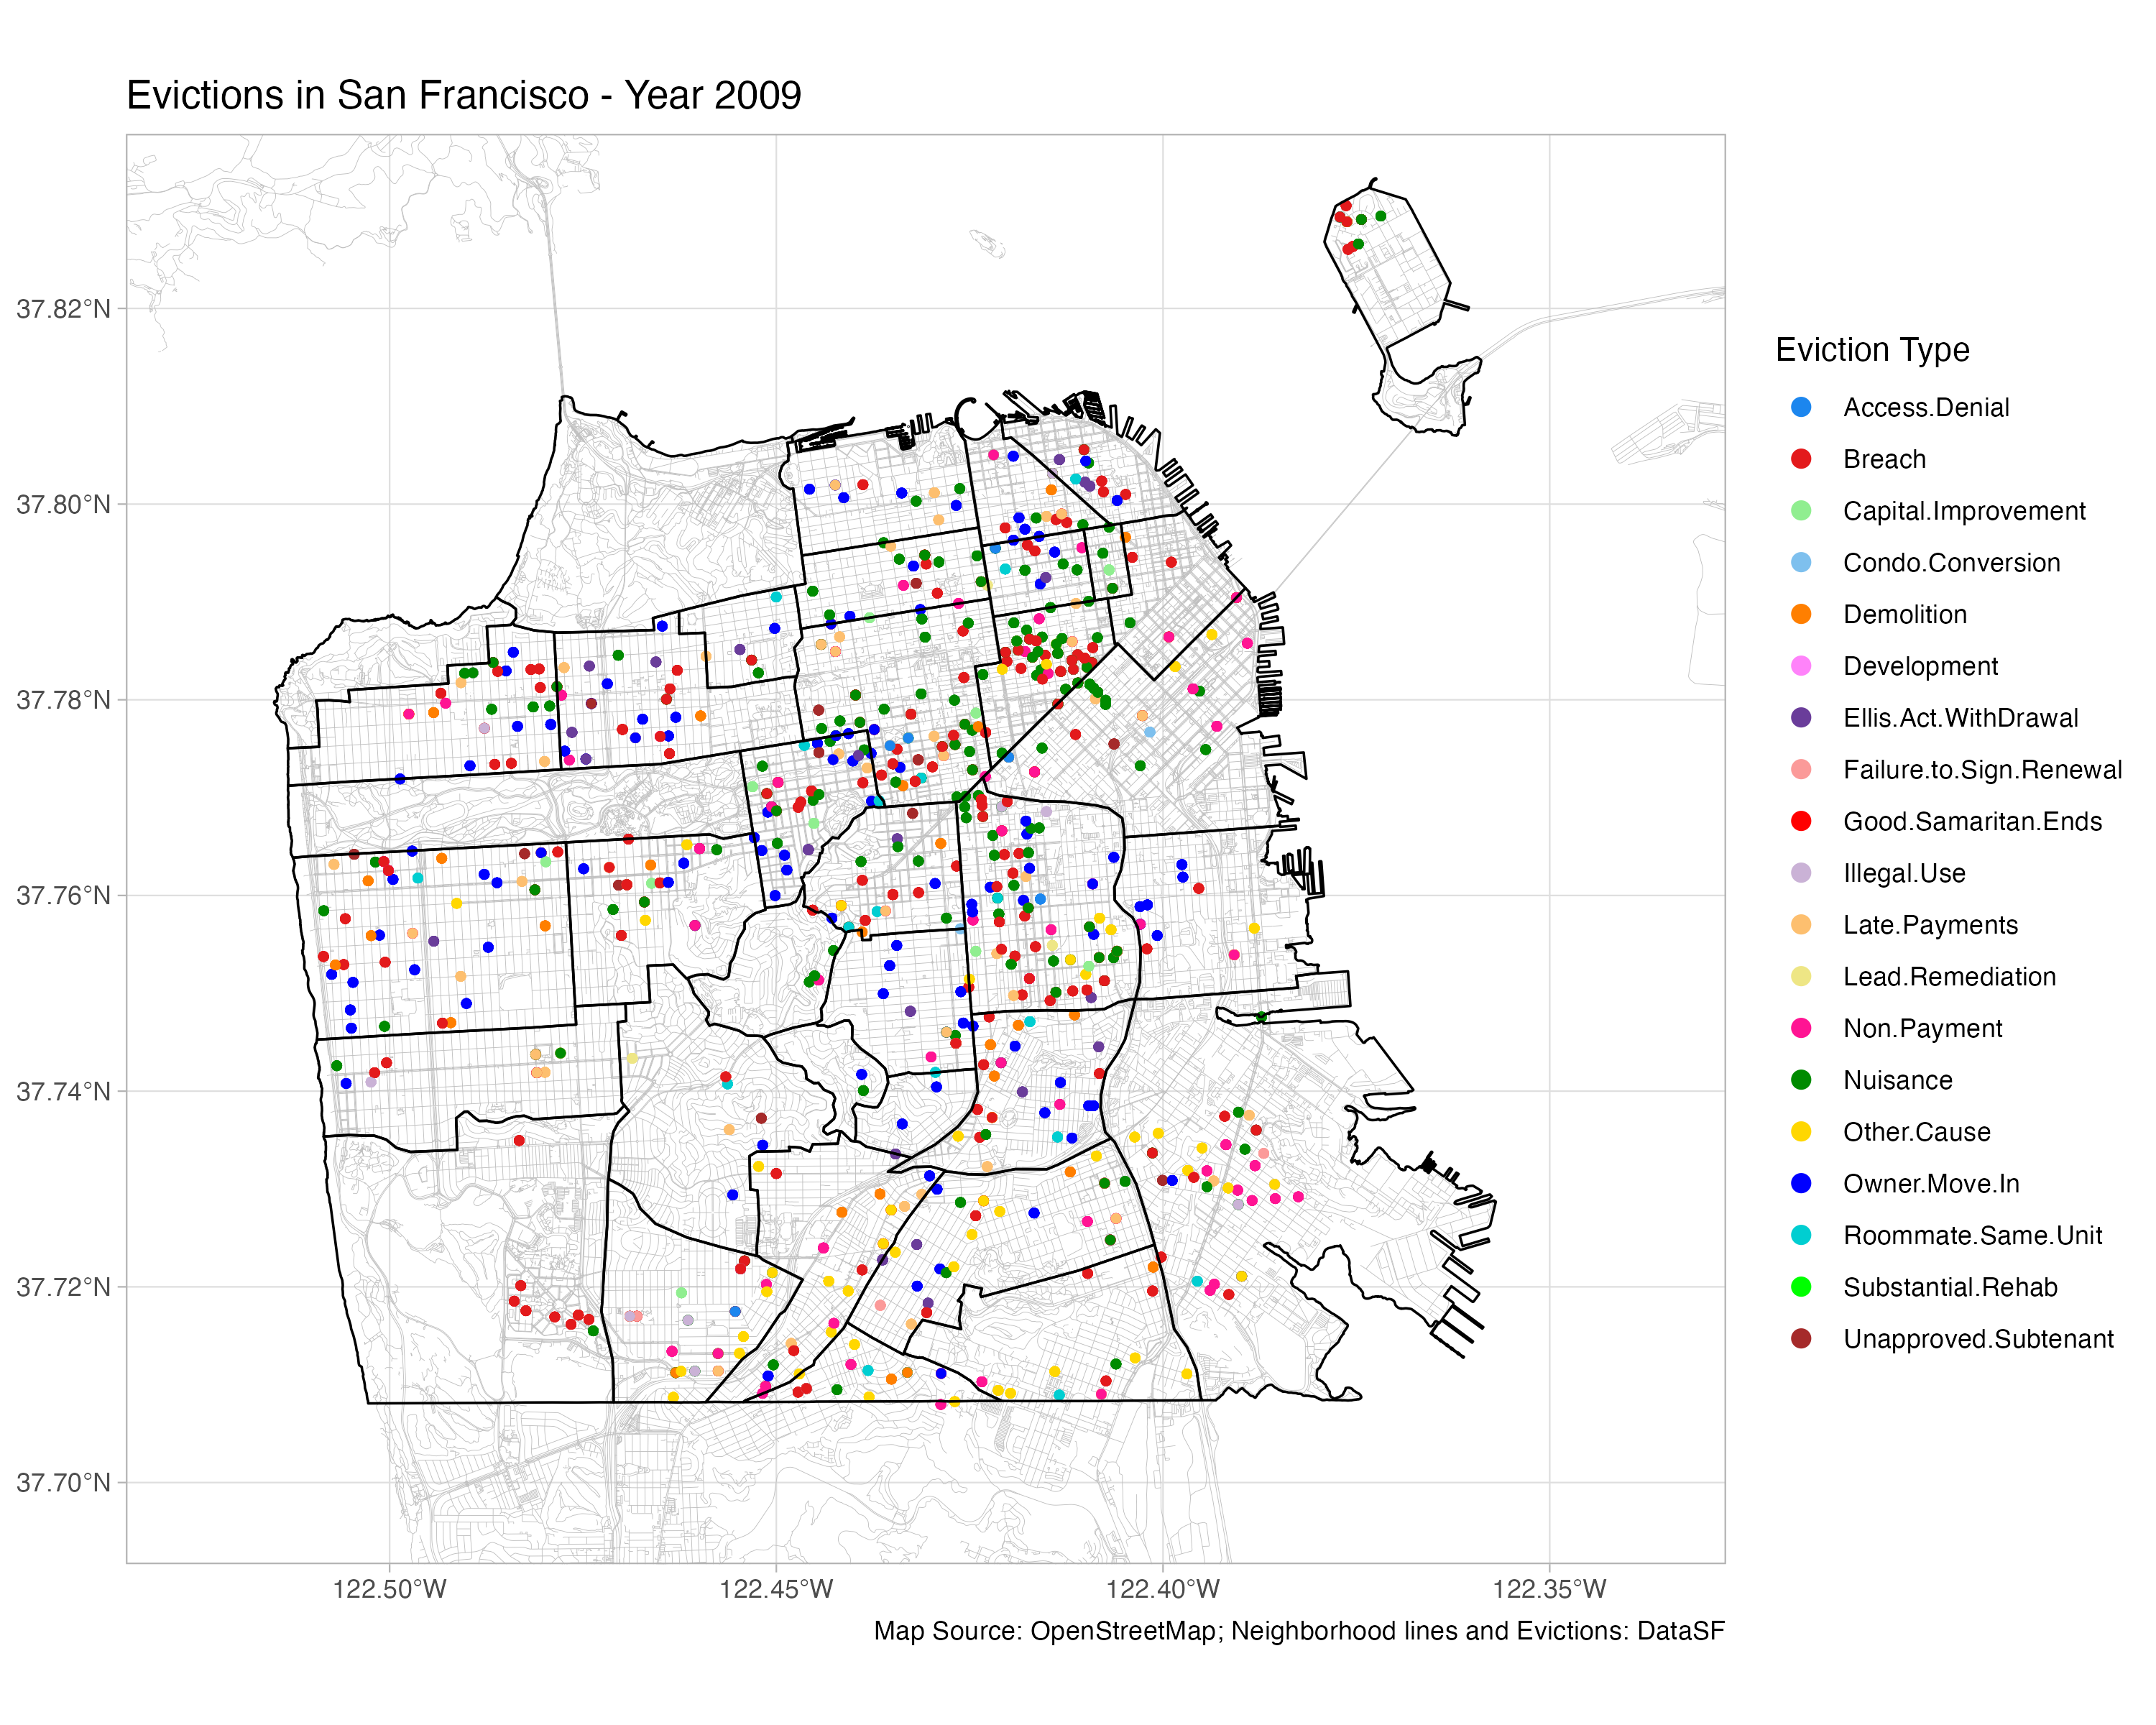 Evictions in San Francisco - Year 2009
37.82°N
37.80°N
37.78°N
37.76°N
37.74°N
37.72°N
37.70°N
122.50°W
122.45°W
122.40°W
122.35°W
Eviction Type
Access.Denial
Breach
Capital.Improvement
Condo.Conversion
Demolition
Development
Ellis.Act.WithDrawal
Failure.to.Sign.Renewal
Good.Samaritan.Ends
Illegal.Use
Late.Payments
Lead.Remediation
Non.Payment
Nuisance
Other.Cause
Owner.Move.In
Roommate.Same.Unit
Substantial.Rehab
Unapproved.Subtenant
Map Source: OpenStreetMap; Neighborhood lines and Evictions: DataSF